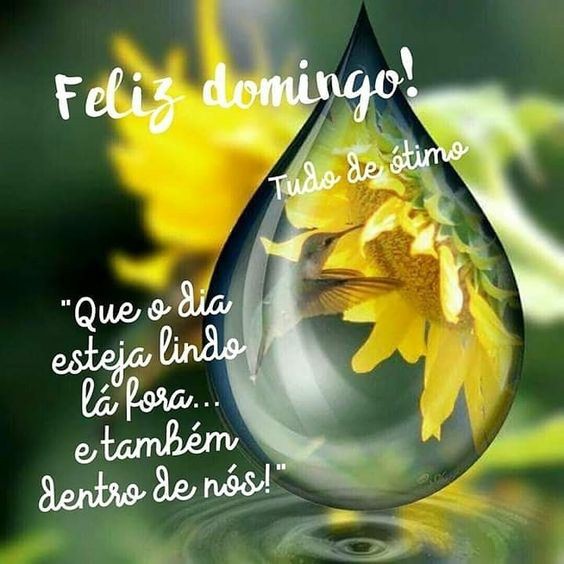 Feliz domingo!
Tudo de ótimo
"Que o dia
esteja lindo
lá fora...
e também
dentro de nós!"